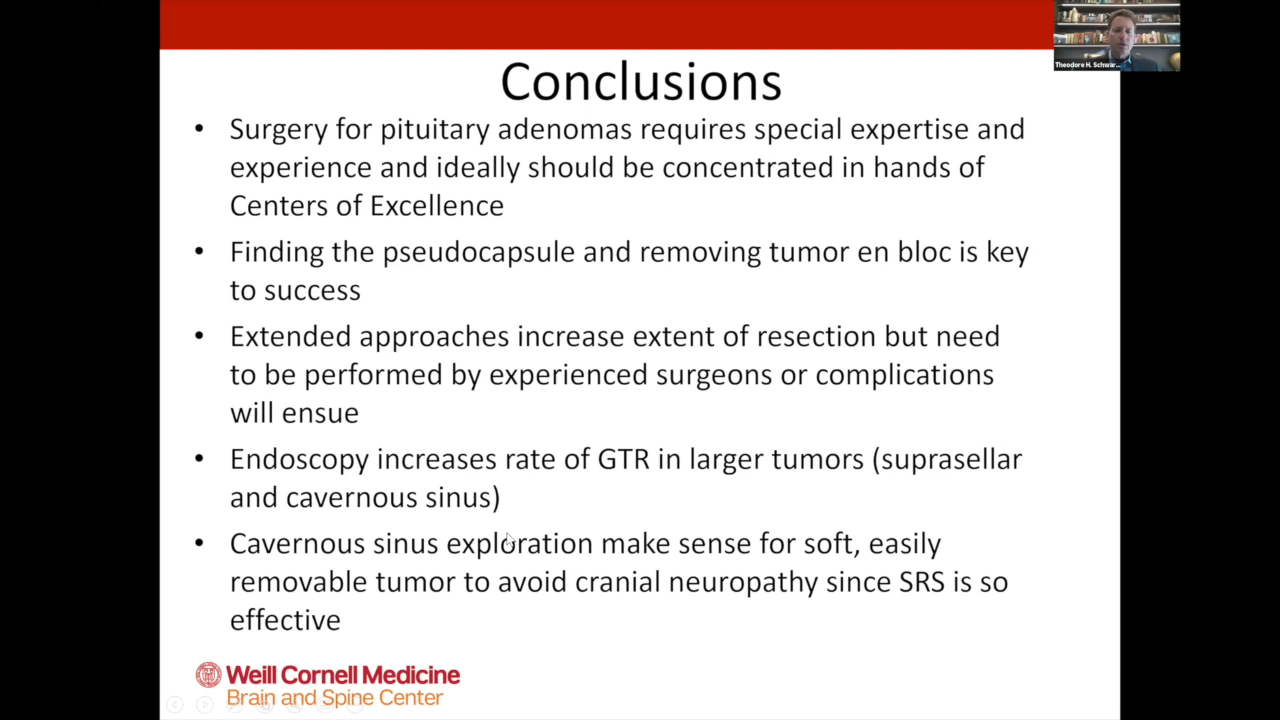 Theodore H. Schwar...
Conclusions
• Surgery for pituitary adenomas requires special expertise and
experience and ideally should be concentrated in hands of
Centers of Excellence
• Finding the pseudocapsule and removing tumor en bloc is key
to success
• Extended approaches increase extent of resection but need
to be performed by experienced surgeons or complications
will ensue
• Endoscopy increases rate of GTR in larger tumors (suprasellar
and cavernous sinus)
• Cavernous sinus exploration make sense for soft, easily
removable tumor to avoid cranial neuropathy since SRS is so
effective
Weill Cornell Medicine
Brain and Spine Center